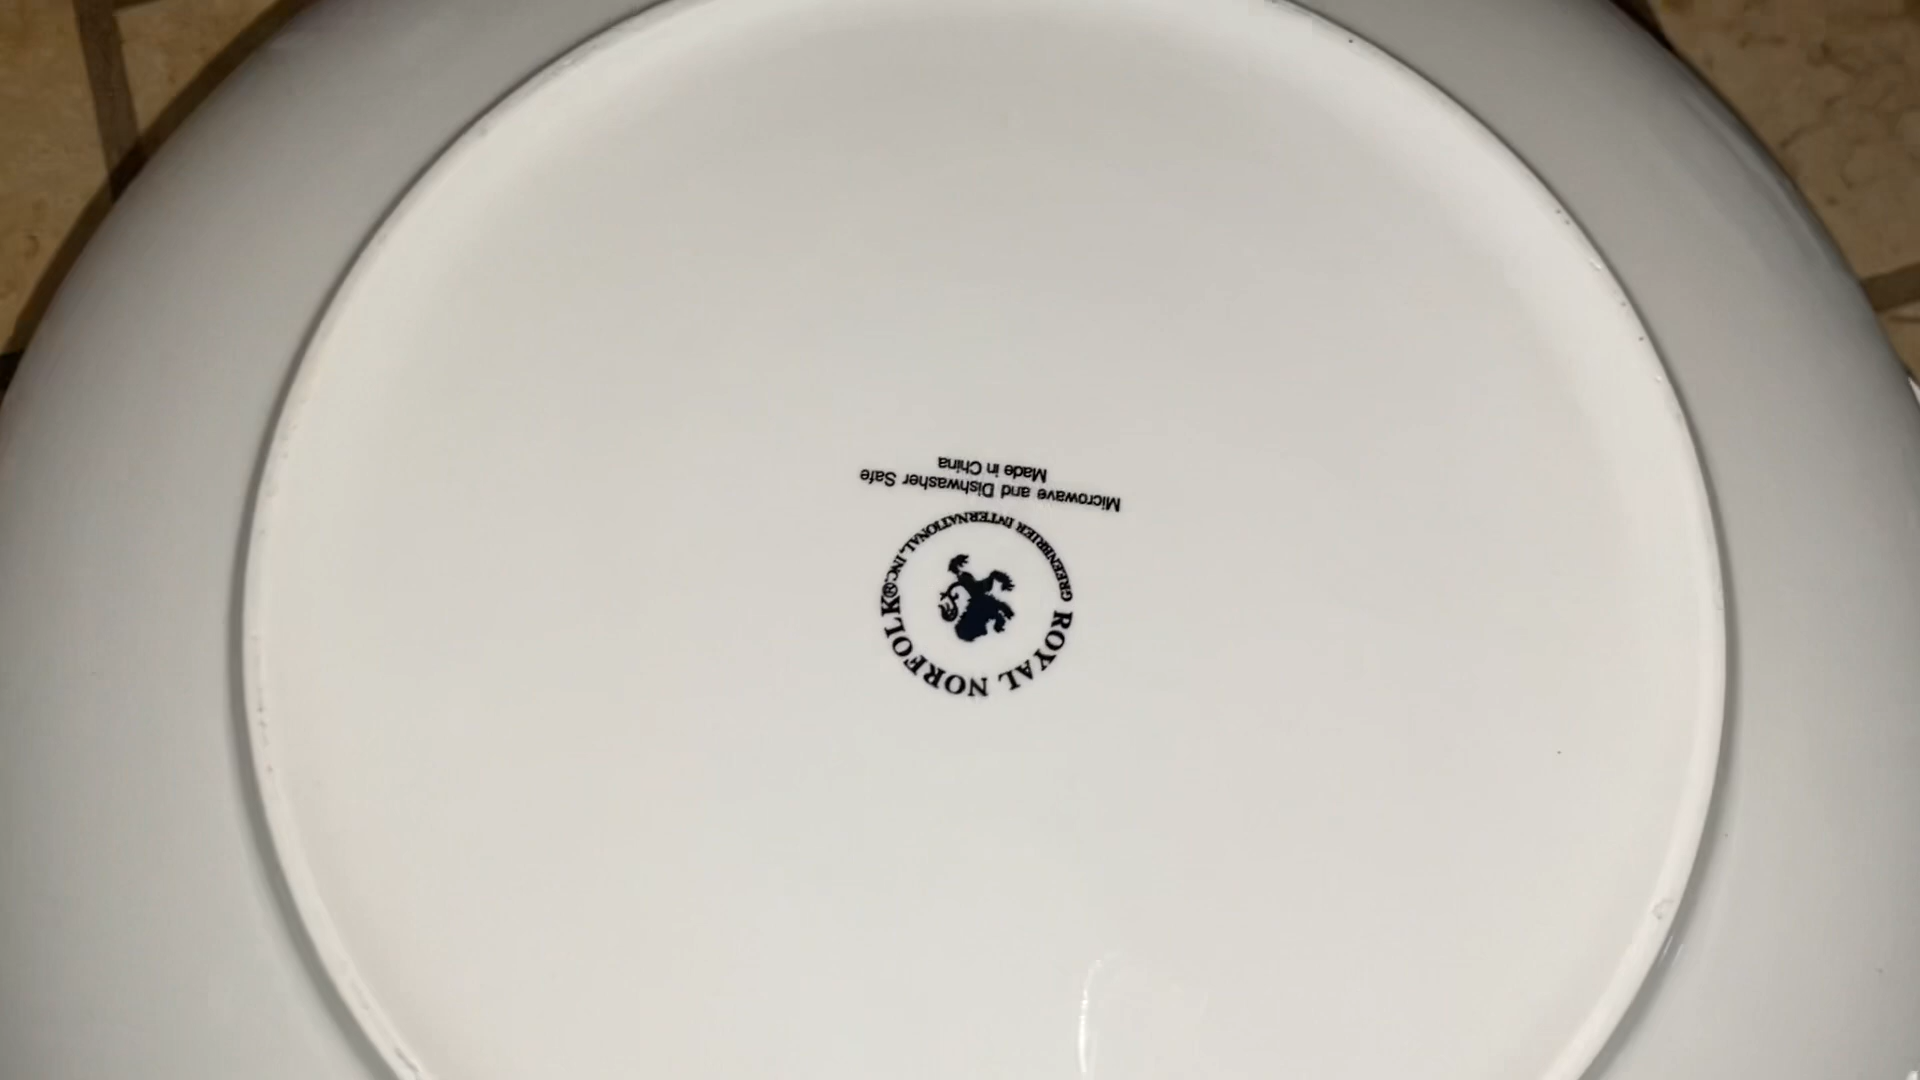 ROYAL NORFOLK®
GREENBRIER INTERNATIONAL, INC.
Microwave and Dishwasher Safe
Made in China